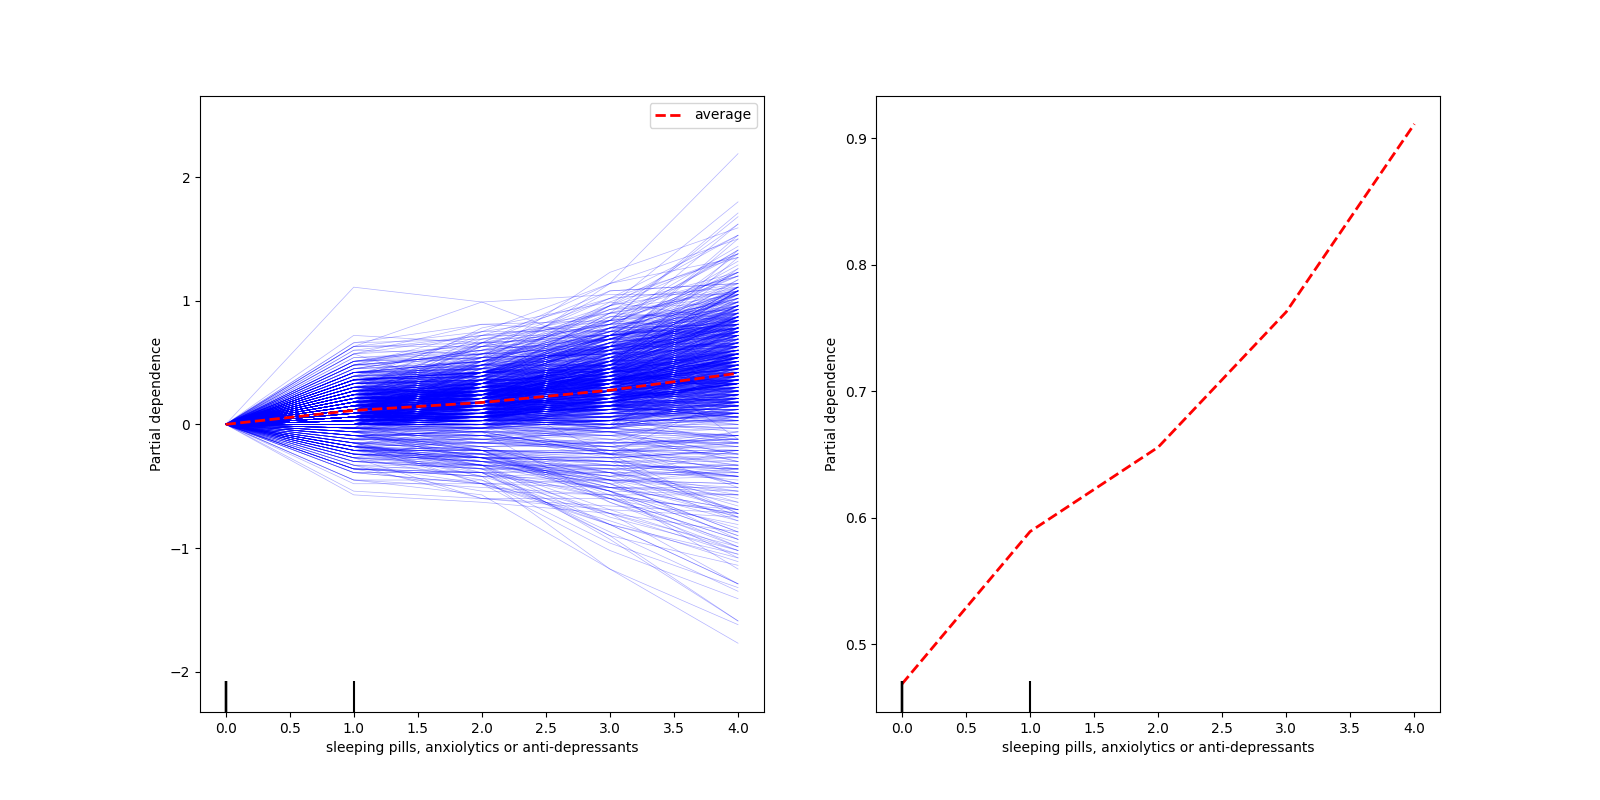 average
Partial dependence
2
1
0
−1
−2
0.0 0.5 1.0 1.5 2.0 2.5 3.0 3.5 4.0
sleeping pills, anxiolytics or anti-depressants
Partial dependence
0.9
0.8
0.7
0.6
0.5
0.0 0.5 1.0 1.5 2.0 2.5 3.0 3.5 4.0
sleeping pills, anxiolytics or anti-depressants